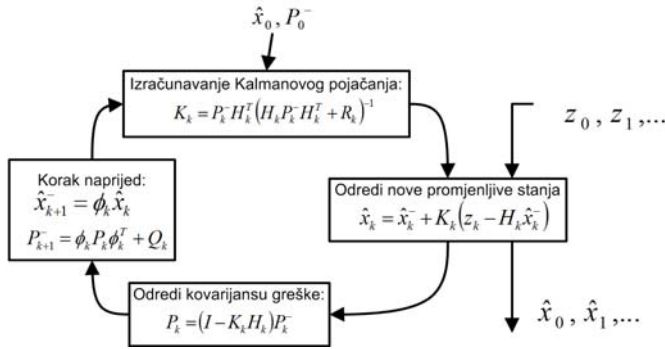 x̂₀, P₀⁻
Izračunavanje Kalmanovog pojačanja:
Kₖ = Pₖ⁻Hₖᵀ(HₖPₖ⁻Hₖᵀ + Rₖ)⁻¹
z₀ , z₁ ,...
Odredi nove promjenljive stanja
x̂ₖ = x̂ₖ⁻ + Kₖ(zₖ − Hₖx̂ₖ⁻)
Korak naprijed:
x̂ₖ₊₁⁻ = ϕₖx̂ₖ
Pₖ₊₁⁻ = ϕₖPₖϕₖᵀ + Qₖ
Odredi kovarijansu greške:
Pₖ = (I − KₖHₖ)Pₖ⁻
x̂₀ , x̂₁ ,...